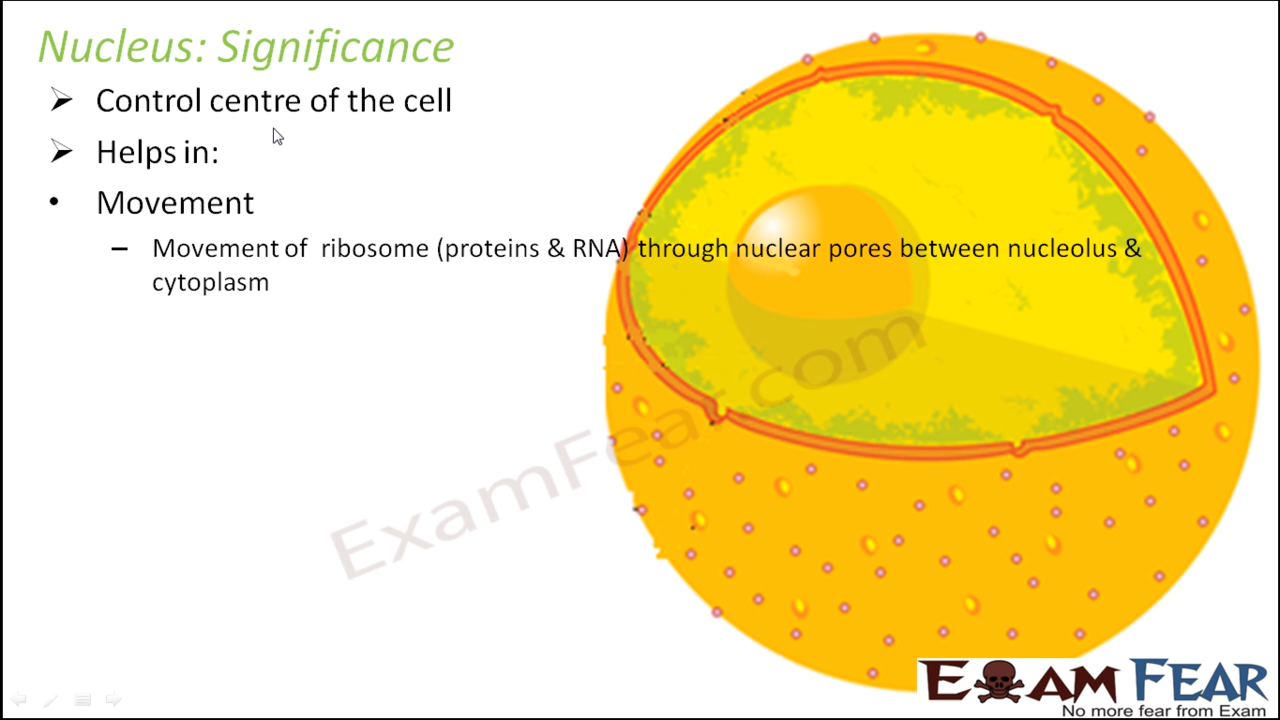 Nucleus: Significance
➢ Control centre of the cell
➢ Helps in:
• Movement
– Movement of ribosome (proteins & RNA) through nuclear pores between nucleolus &
cytoplasm
ExamFear.com
EXAM FEAR
No more fear from Exam